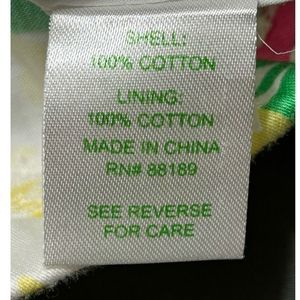 SHELL:
100% COTTON
LINING:
100% COTTON
MADE IN CHINA
RN# 88189
SEE REVERSE
FOR CARE